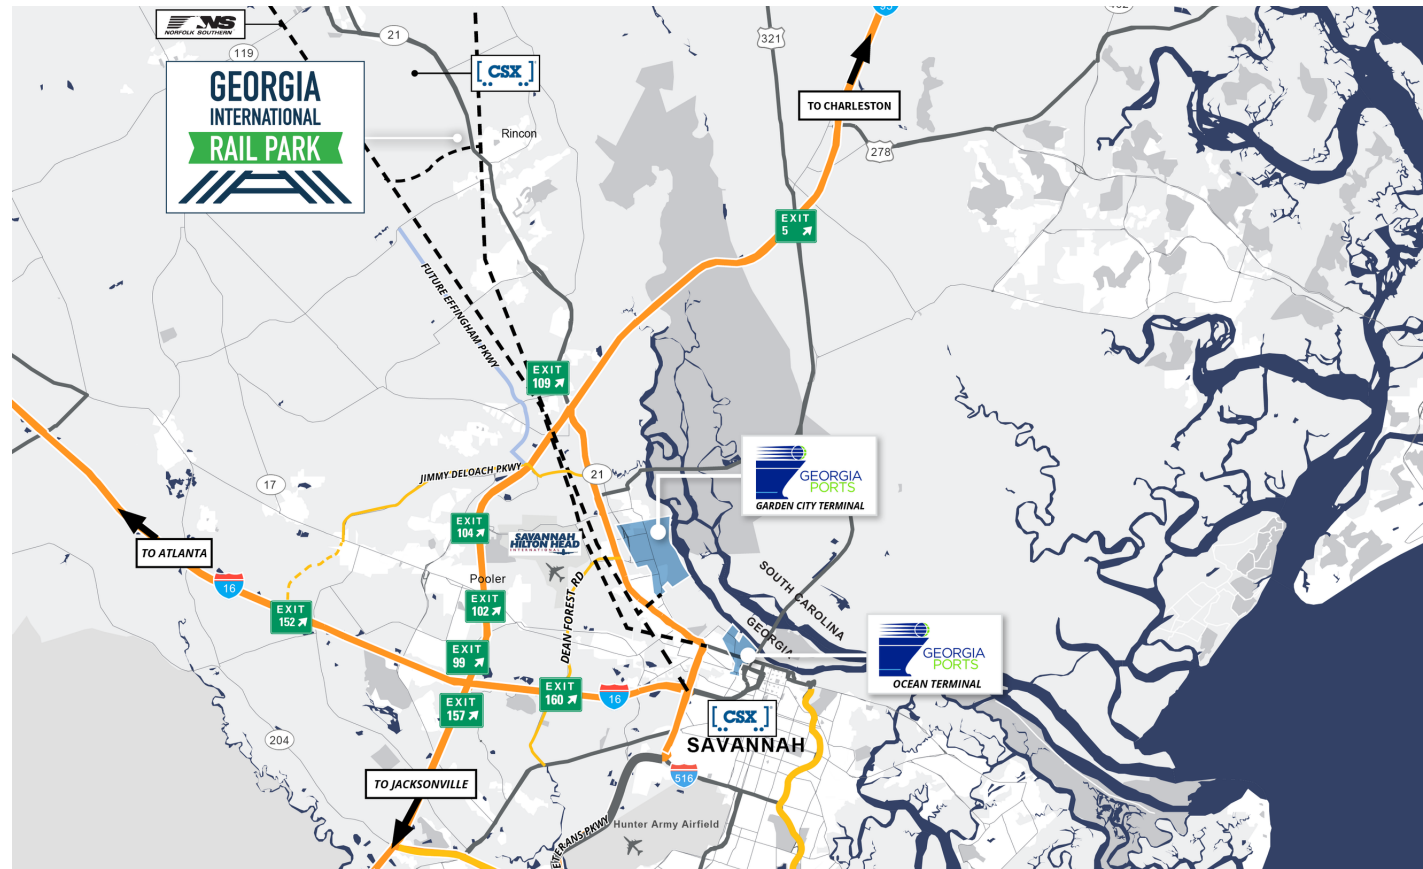 NS
NORFOLK SOUTHERN
21
95
321
119
CSX
GEORGIA
INTERNATIONAL
RAIL PARK
TO CHARLESTON
Rincon
278
EXIT
5
FUTURE EFFINGHAM PKWY
EXIT
109
JIMMY DELOACH PKWY
21
GEORGIA
PORTS
GARDEN CITY TERMINAL
17
EXIT
104
SAVANNAH
HILTON HEAD
INTERNATIONAL
TO ATLANTA
16
Pooler
DEAN FOREST RD
SOUTH CAROLINA
GEORGIA
EXIT
152
EXIT
102
EXIT
99
GEORGIA
PORTS
OCEAN TERMINAL
EXIT
157
EXIT
160
16
CSX
SAVANNAH
204
TO JACKSONVILLE
516
Hunter Army Airfield
ETERANS PKWY